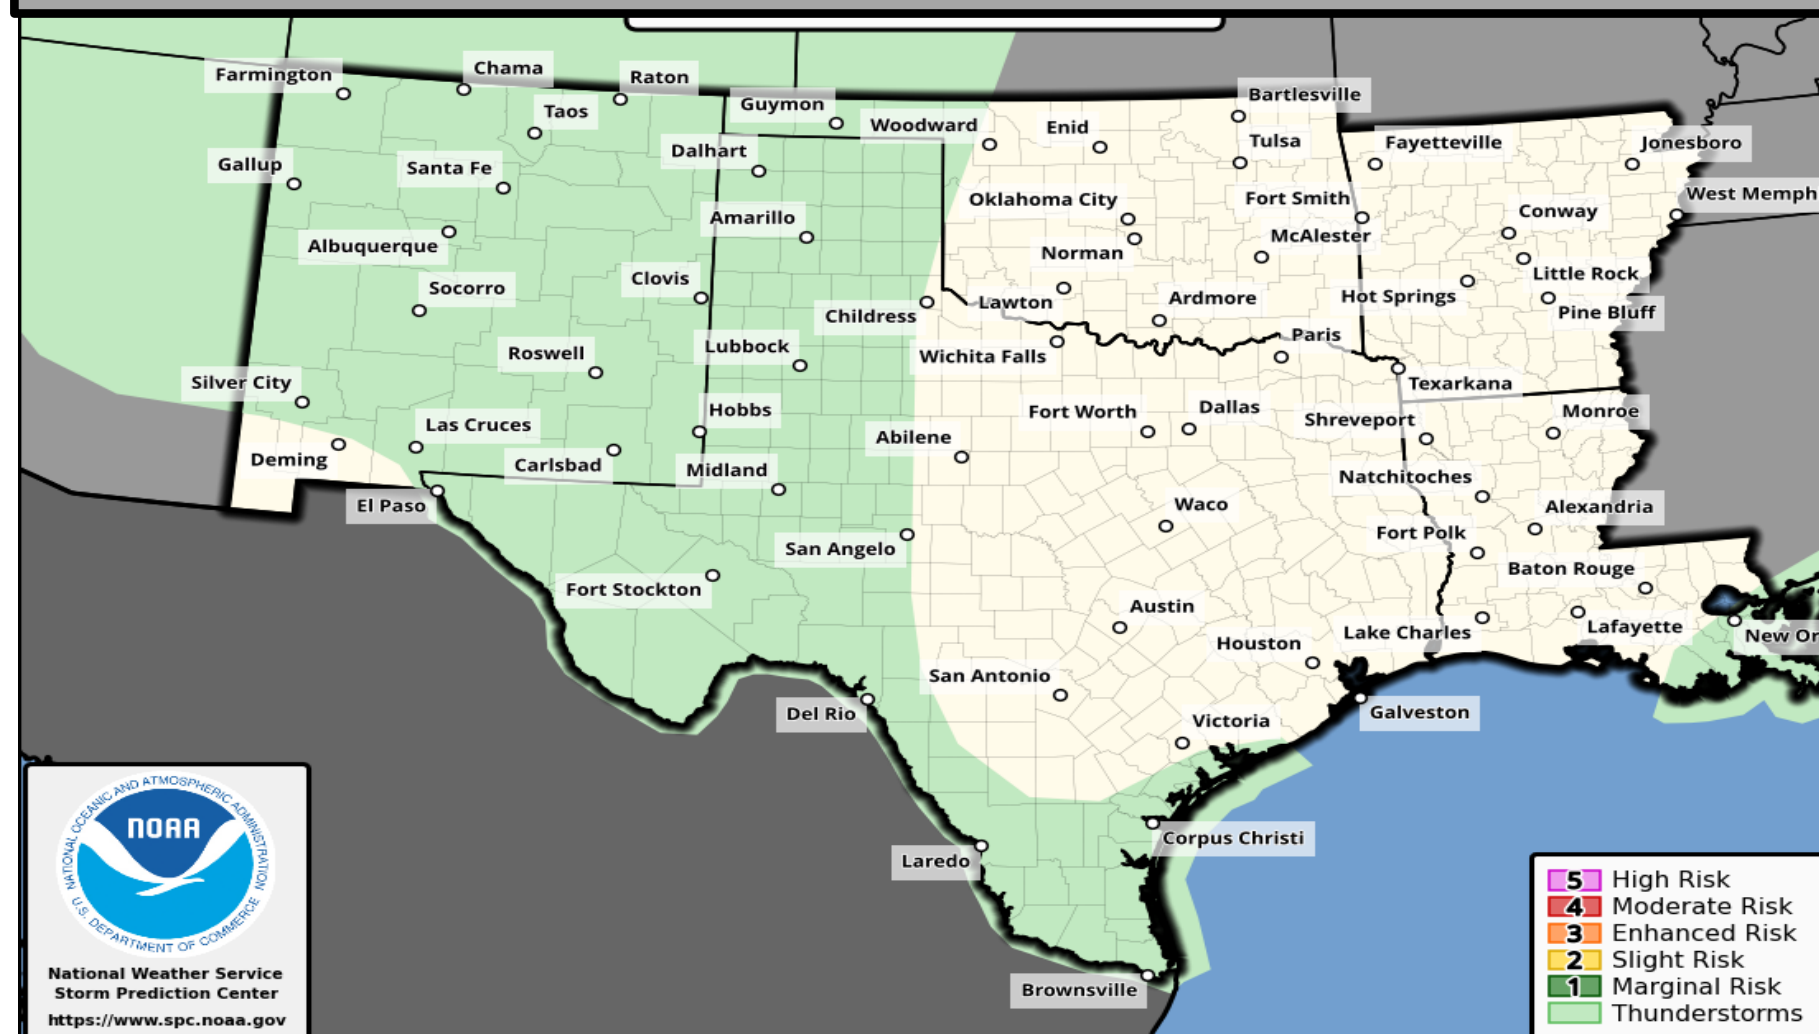 Farmington
Chama
Raton
Taos
Guymon
Woodward
Enid
Bartlesville
Tulsa
Fayetteville
Jonesboro
Gallup
Santa Fe
Dalhart
Oklahoma City
Fort Smith
Conway
West Memph
Albuquerque
Amarillo
Norman
McAlester
Little Rock
Socorro
Clovis
Childress
Lawton
Ardmore
Hot Springs
Pine Bluff
Roswell
Lubbock
Wichita Falls
Paris
Texarkana
Silver City
Las Cruces
Hobbs
Abilene
Fort Worth
Dallas
Shreveport
Monroe
Deming
Carlsbad
Midland
Natchitoches
El Paso
San Angelo
Waco
Fort Polk
Alexandria
Fort Stockton
Austin
Baton Rouge
Houston
Lake Charles
Lafayette
New Or
San Antonio
Del Rio
Victoria
Galveston
Laredo
Corpus Christi
Brownsville
NATIONAL OCEANIC AND ATMOSPHERIC ADMINISTRATION
NOAA
U.S. DEPARTMENT OF COMMERCE
National Weather Service
Storm Prediction Center
https://www.spc.noaa.gov
5 High Risk
4 Moderate Risk
3 Enhanced Risk
2 Slight Risk
1 Marginal Risk
Thunderstorms